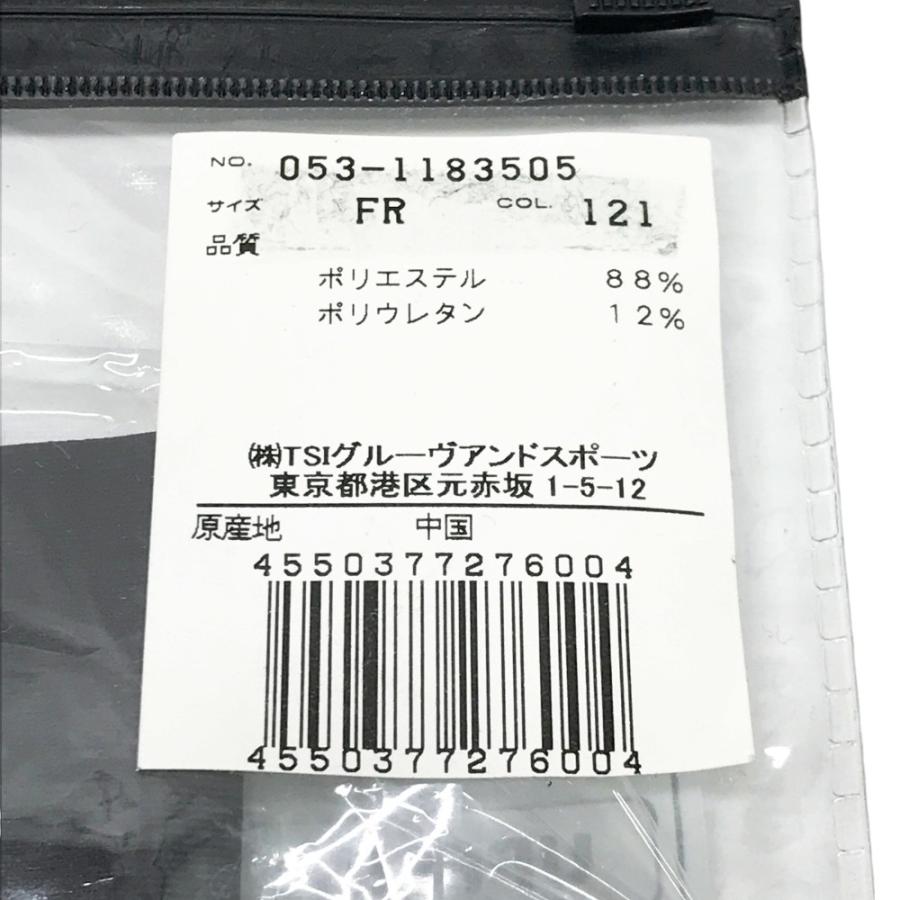 NO. 053-1183505
サイズ FR COL. 121
品質
ポリエステル 88%
ポリウレタン 12%
㈱TSIグルーヴアンドスポーツ
東京都港区元赤坂 1-5-12
原産地 中国
4550377276004
4550377276004